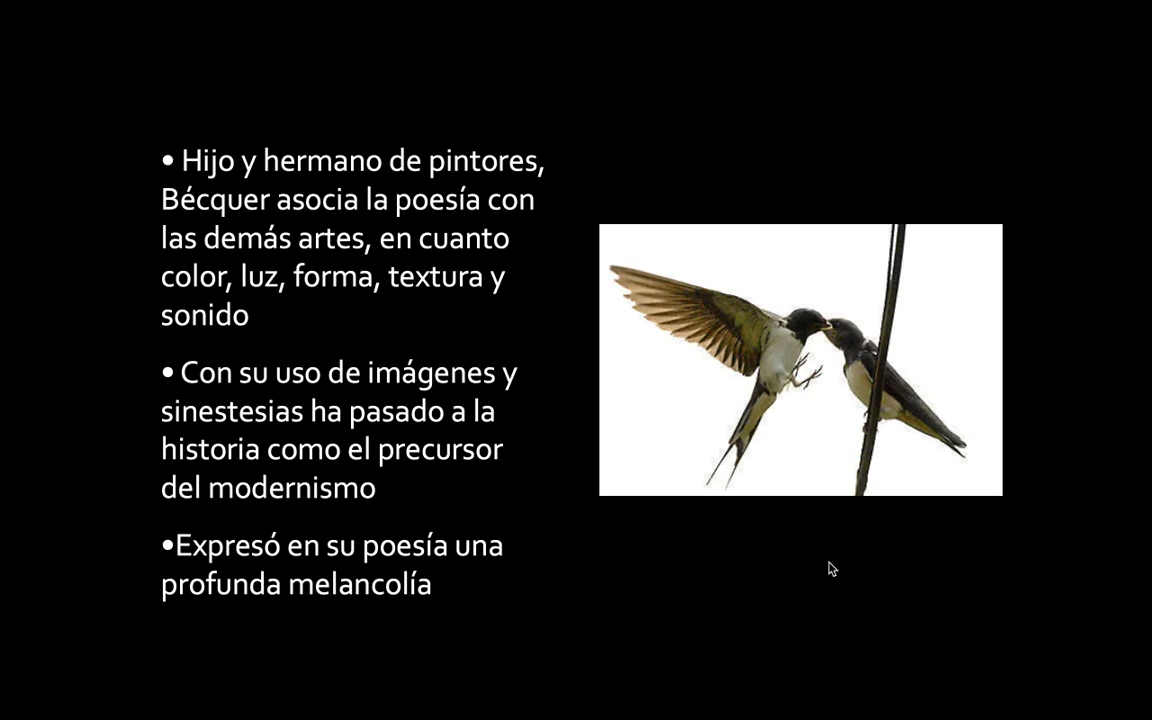 • Hijo y hermano de pintores,
Bécquer asocia la poesía con
las demás artes, en cuanto
color, luz, forma, textura y
sonido
• Con su uso de imágenes y
sinestesias ha pasado a la
historia como el precursor
del modernismo
•Expresó en su poesía una
profunda melancolía